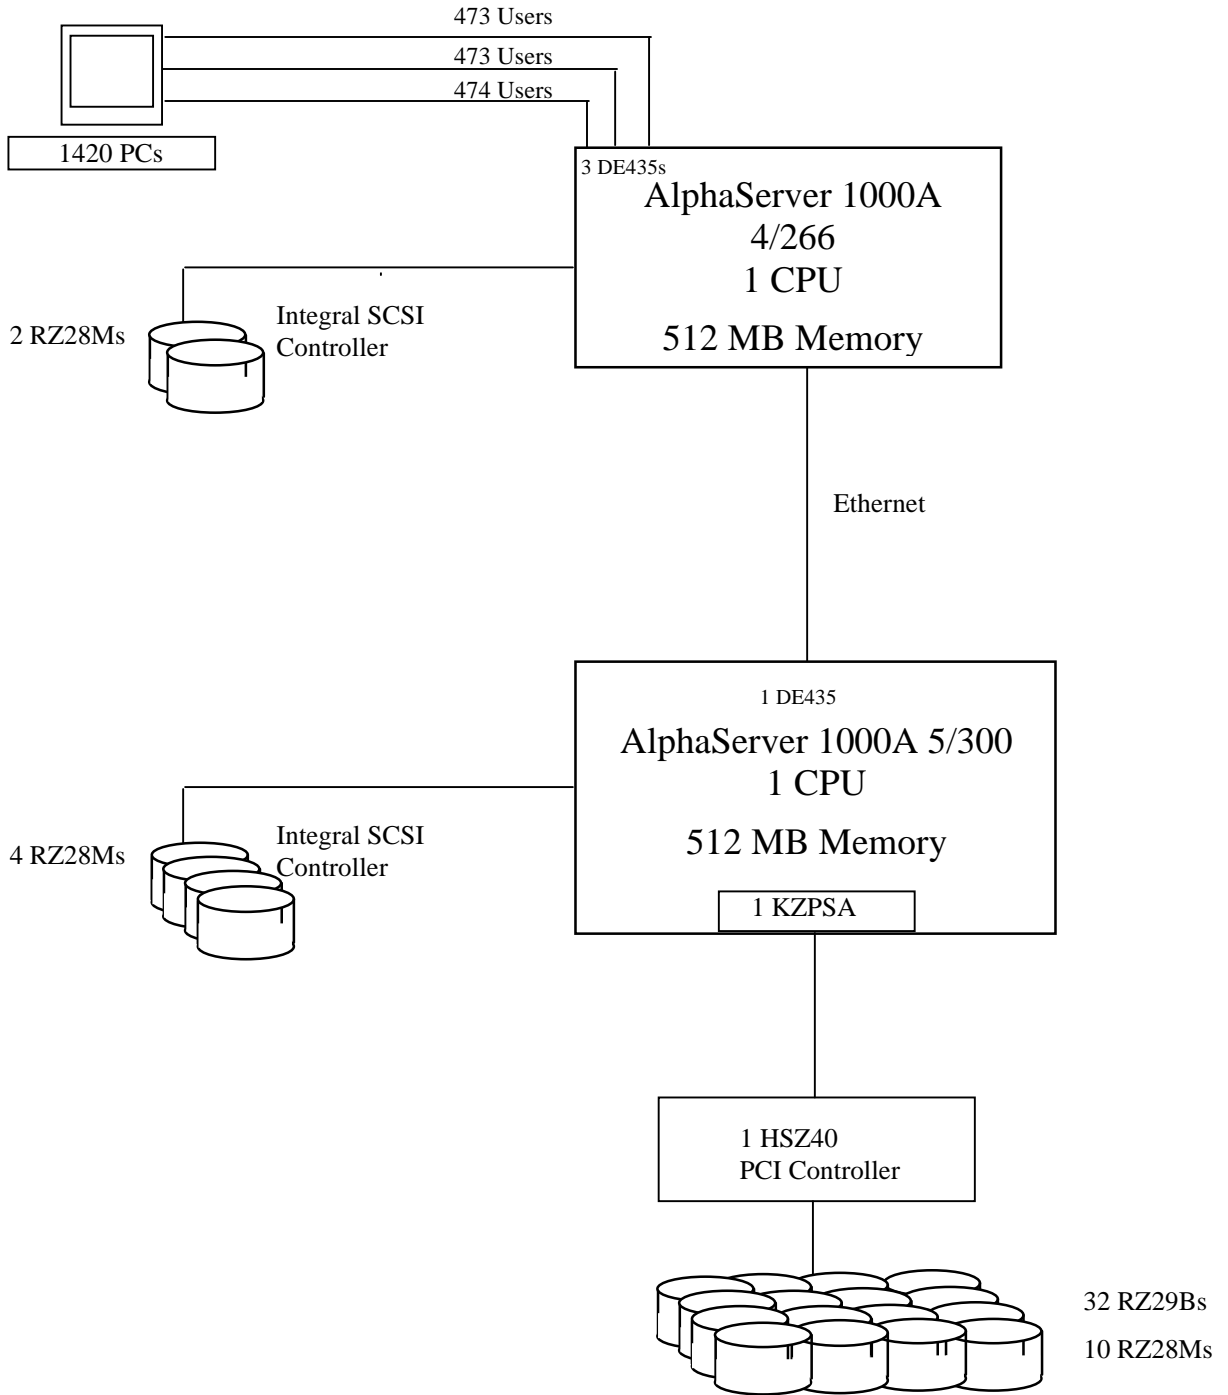 473 Users
473 Users
474 Users
1420 PCs
3 DE435s
AlphaServer 1000A
4/266
1 CPU
512 MB Memory
2 RZ28Ms
Integral SCSI
Controller
Ethernet
1 DE435
AlphaServer 1000A 5/300
1 CPU
512 MB Memory
4 RZ28Ms
Integral SCSI
Controller
1 KZPSA
1 HSZ40
PCI Controller
32 RZ29Bs
10 RZ28Ms